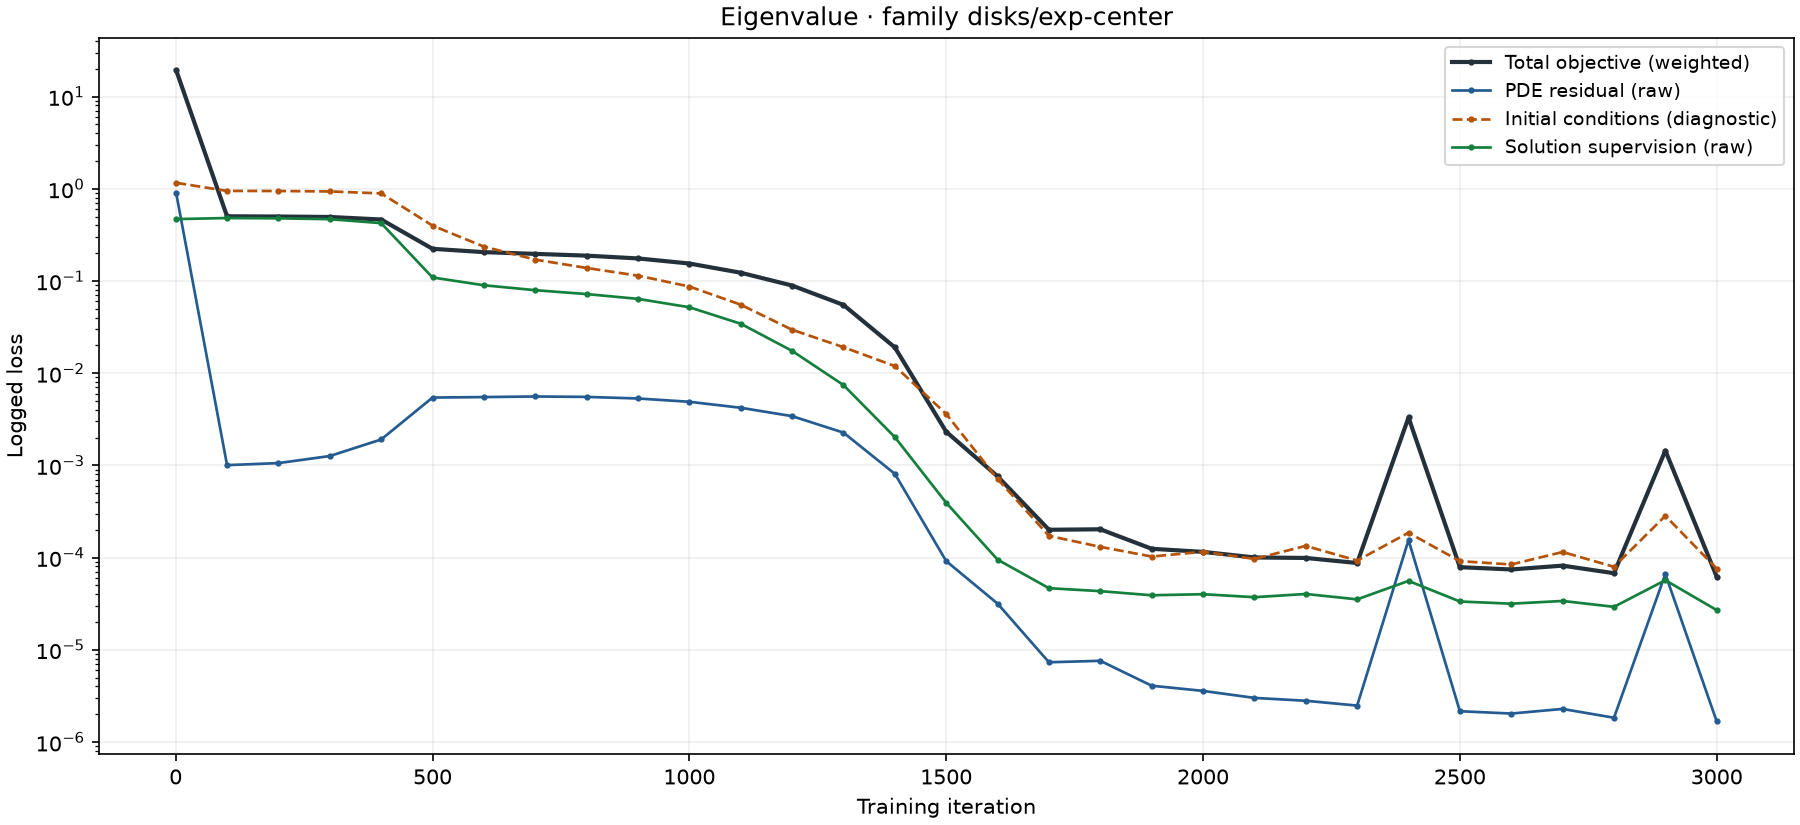 Eigenvalue · family disks/exp-center
Total objective (weighted)
PDE residual (raw)
Initial conditions (diagnostic)
Solution supervision (raw)
Logged loss
10^1
10^0
10^-1
10^-2
10^-3
10^-4
10^-5
10^-6
0 500 1000 1500 2000 2500 3000
Training iteration